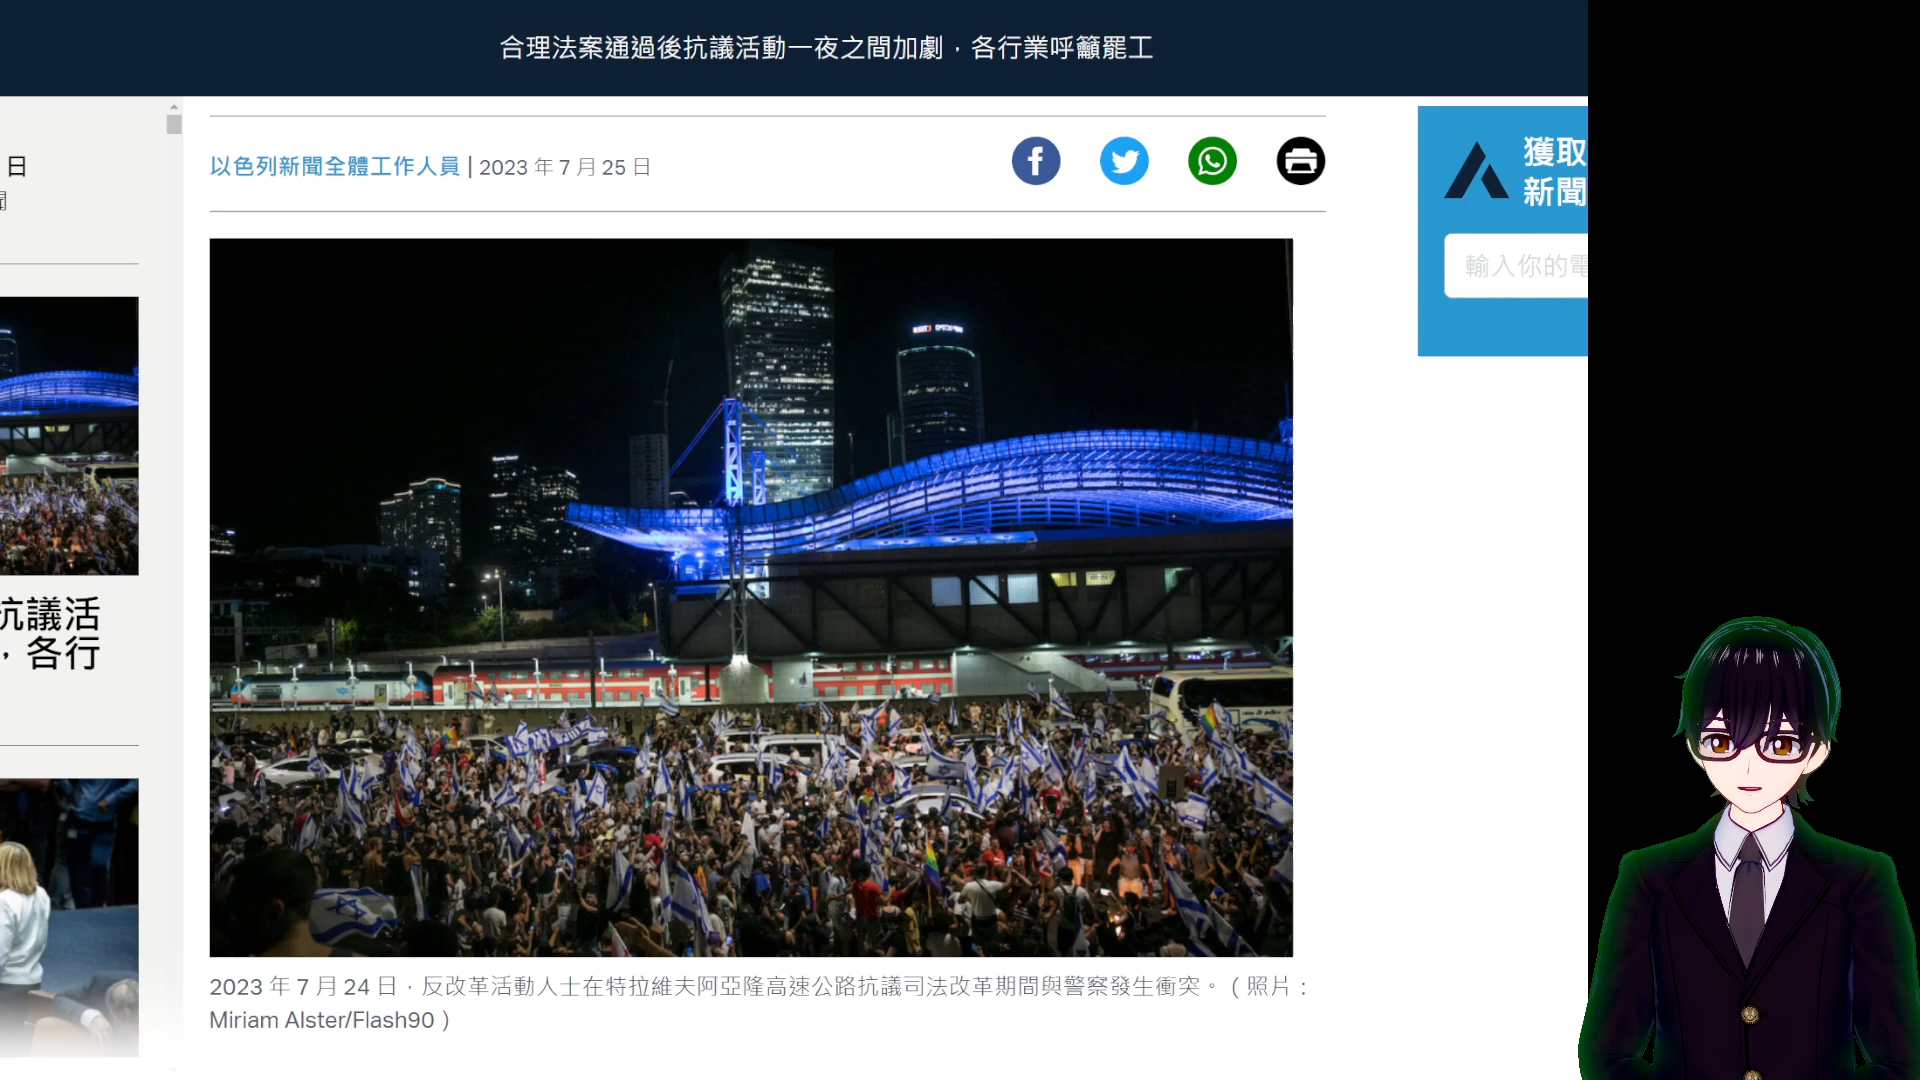 合理法案通過後抗議活動一夜之間加劇，各行業呼籲罷工
日
以色列新聞全體工作人員 | 2023 年 7 月 25 日
獲取
新聞
輸入你的電
抗議活
，各行
2023 年 7 月 24 日，反改革活動人士在特拉維夫阿亞隆高速公路抗議司法改革期間與警察發生衝突。（照片：
Miriam Alster/Flash90 )